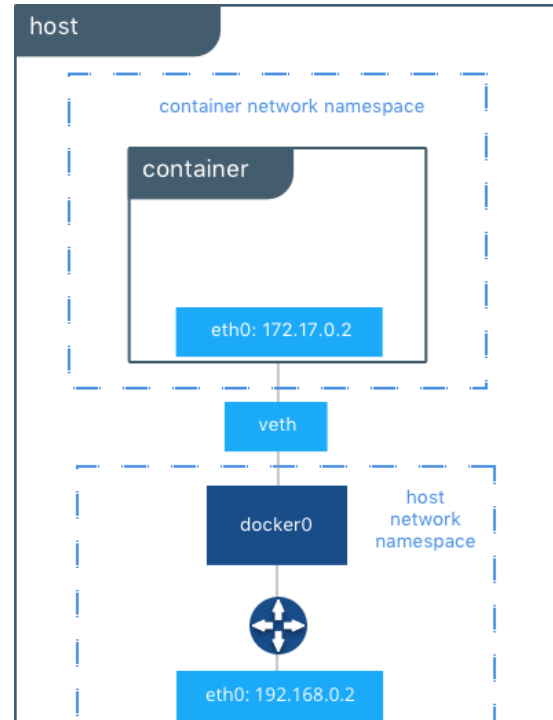 host
container network namespace
container
eth0: 172.17.0.2
veth
host
network
namespace
docker0
eth0: 192.168.0.2